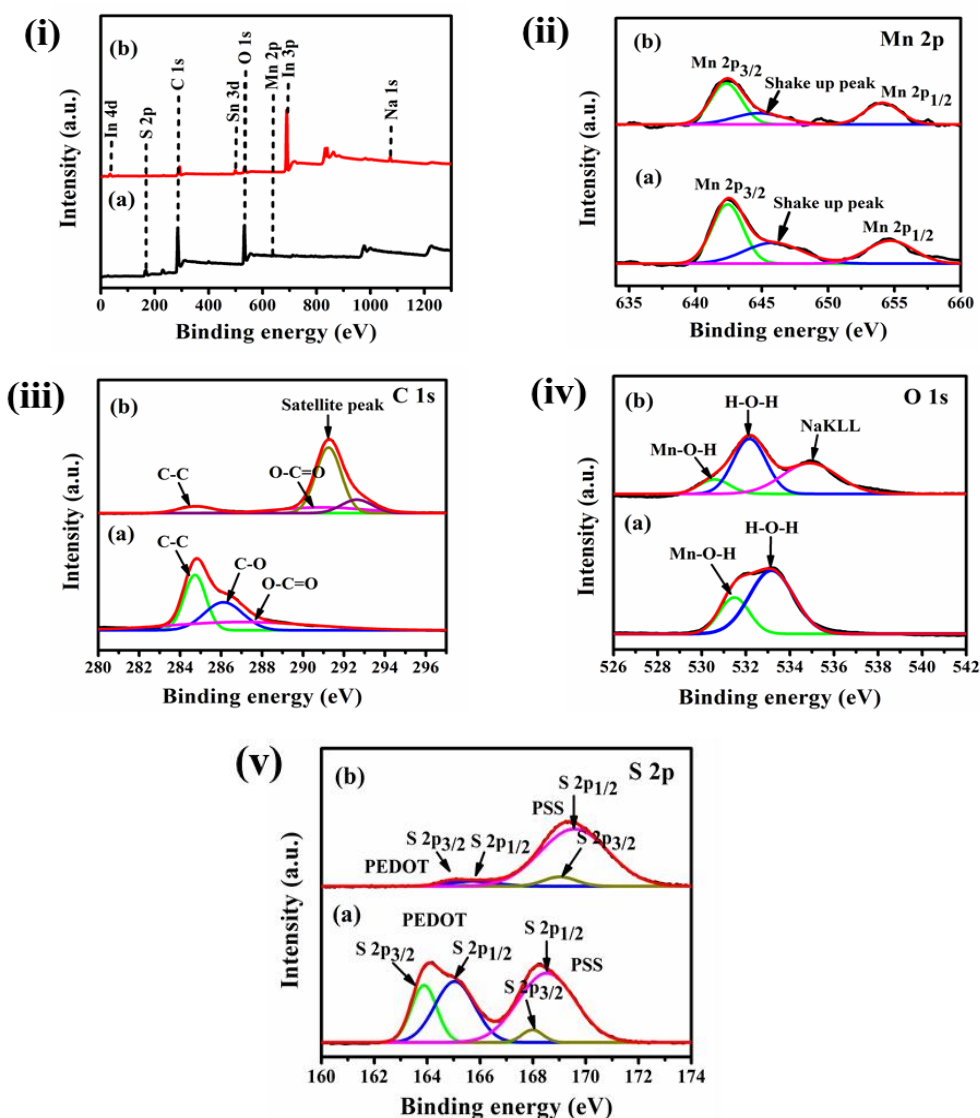 (i)
(b)
In 4d
S 2p
C 1s
Sn 3d
O 1s
Mn 2p
In 3p
Na 1s
(a)
Intensity (a.u.)
0 200 400 600 800 1000 1200
Binding energy (eV)
(ii)
(b)
Mn 2p
Mn 2p3/2
Shake up peak
Mn 2p1/2
(a)
Mn 2p3/2
Shake up peak
Mn 2p1/2
Intensity (a.u.)
635 640 645 650 655 660
Binding energy (eV)
(iii)
(b)
C 1s
Satellite peak
O-C=O
C-C
(a)
C-C
C-O
O-C=O
Intensity (a.u.)
280 282 284 286 288 290 292 294 296
Binding energy (eV)
(iv)
(b)
O 1s
H-O-H
NaKLL
Mn-O-H
(a)
H-O-H
Mn-O-H
Intensity (a.u.)
526 528 530 532 534 536 538 540 542
Binding energy (eV)
(v)
(b)
S 2p
S 2p1/2
PSS
S 2p3/2
S 2p3/2
S 2p1/2
PEDOT
(a)
PEDOT
S 2p1/2
S 2p3/2
S 2p1/2
PSS
S 2p3/2
Intensity (a.u.)
160 162 164 166 168 170 172 174
Binding energy (eV)